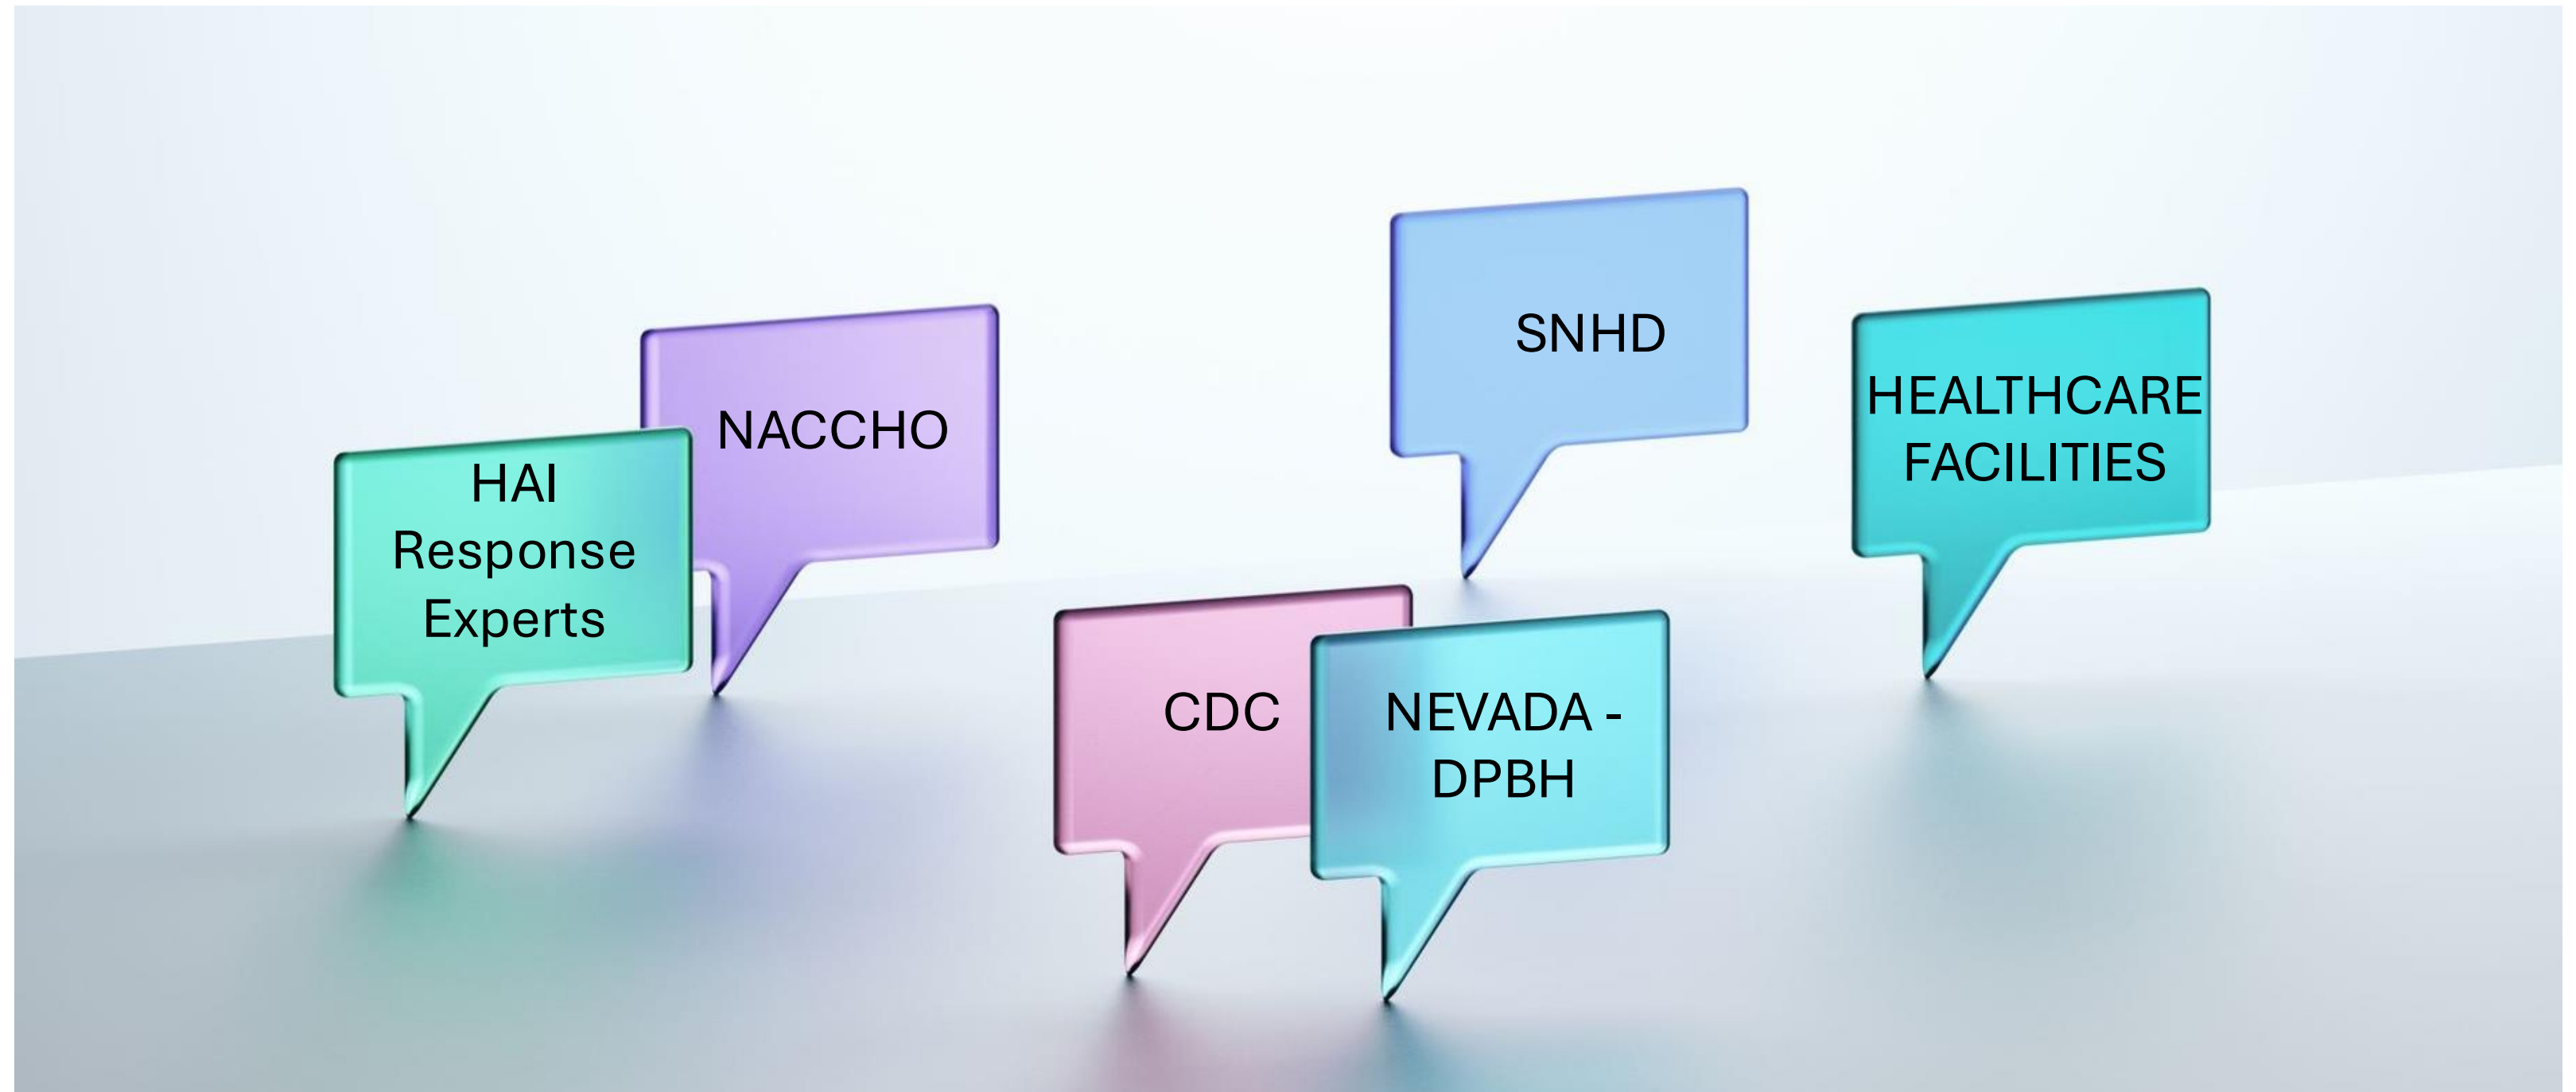 HAI
Response
Experts
NACCHO
CDC
NEVADA -
DPBH
SNHD
HEALTHCARE
FACILITIES